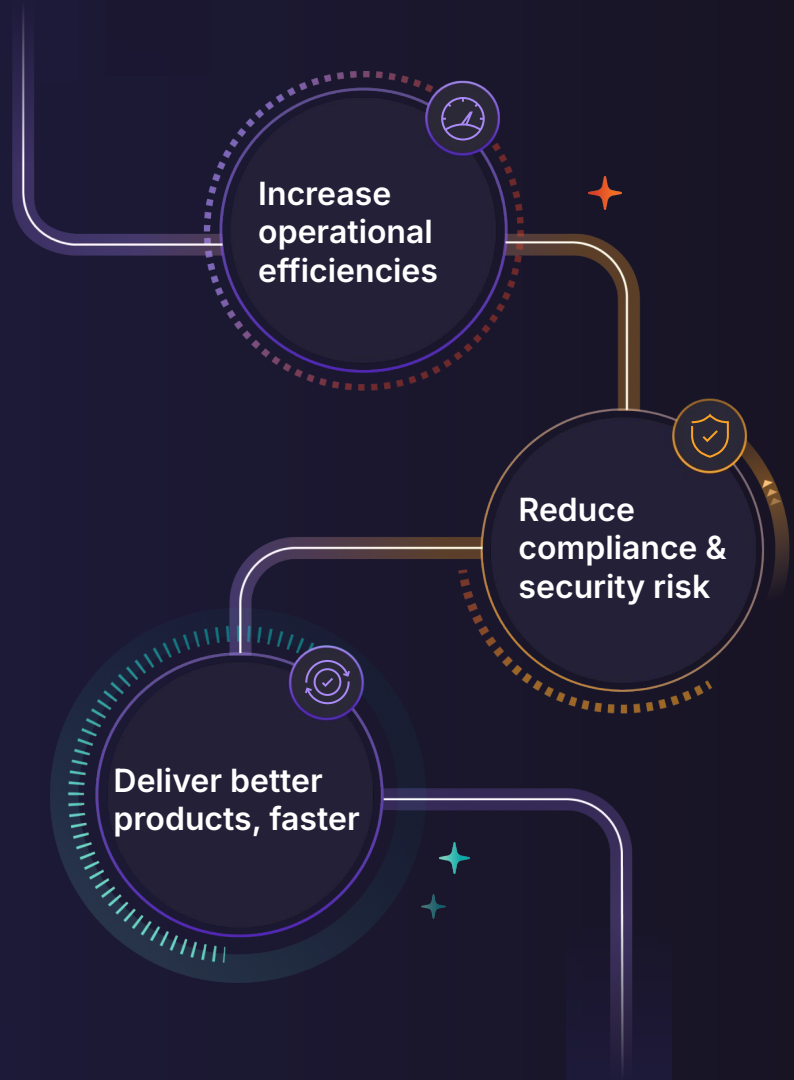 Increase
operational
efficiencies
Reduce
compliance &
security risk
Deliver better
products, faster